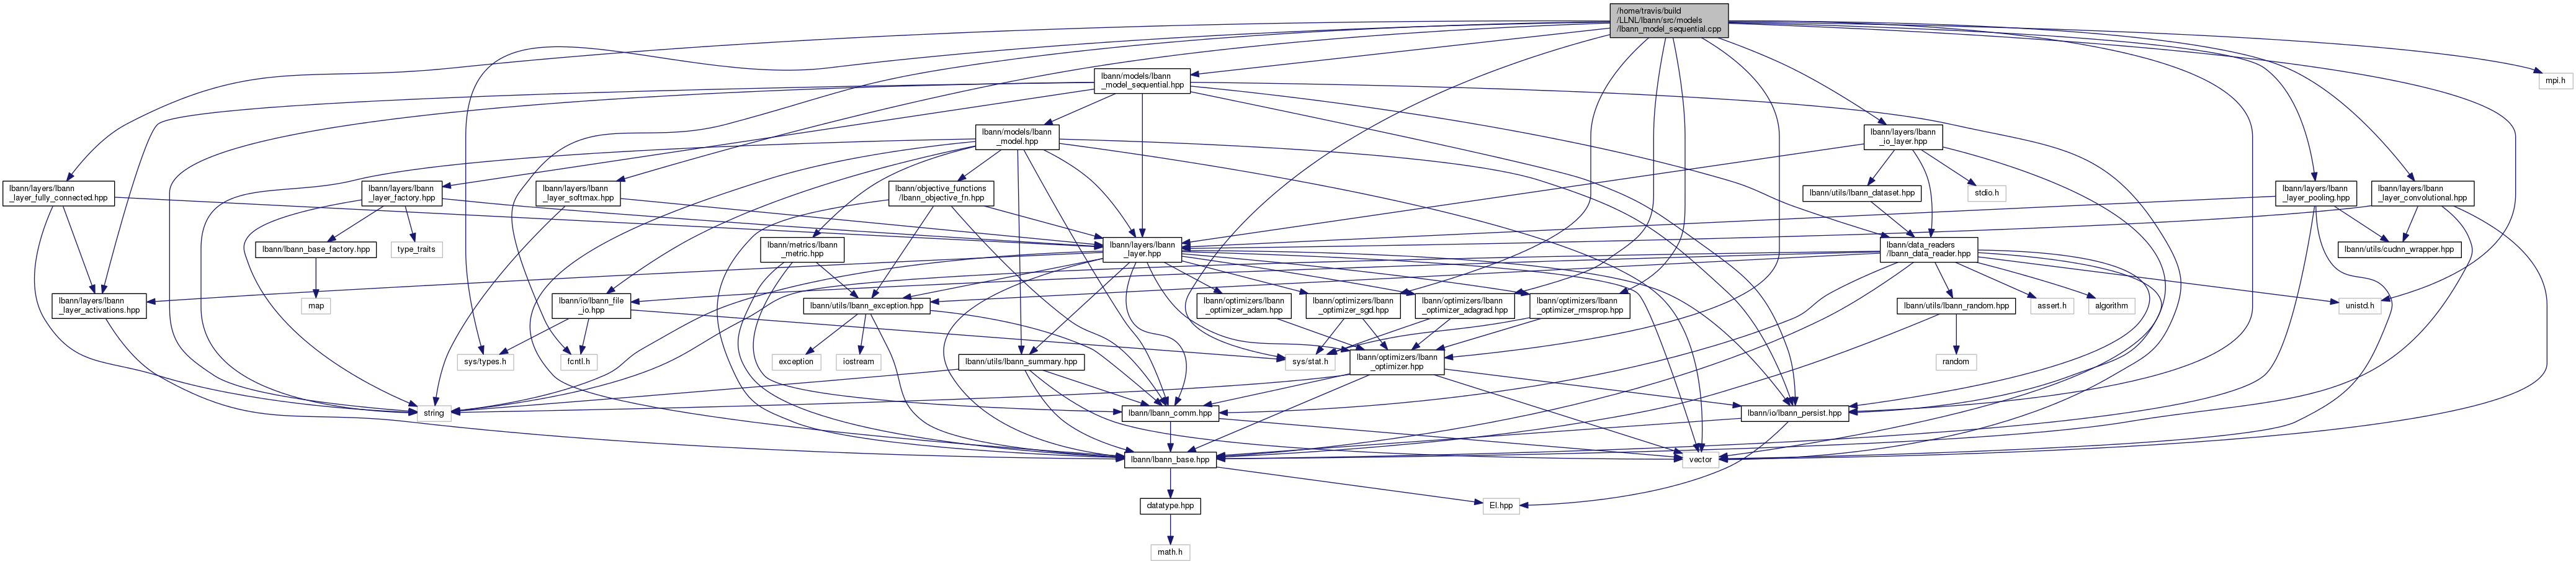 /home/travis/build
/LLNL/lbann/src/models
/lbann_model_sequential.cpp
lbann/models/lbann
_model_sequential.hpp
mpi.h
lbann/models/lbann
_model.hpp
lbann/layers/lbann
_io_layer.hpp
lbann/layers/lbann
_layer_fully_connected.hpp
lbann/layers/lbann
_layer_factory.hpp
lbann/layers/lbann
_layer_softmax.hpp
lbann/objective_functions
/lbann_objective_fn.hpp
lbann/utils/lbann_dataset.hpp
stdio.h
lbann/layers/lbann
_layer_pooling.hpp
lbann/layers/lbann
_layer_convolutional.hpp
lbann/lbann_base_factory.hpp
type_traits
lbann/metrics/lbann
_metric.hpp
lbann/layers/lbann
_layer.hpp
lbann/data_readers
/lbann_data_reader.hpp
lbann/utils/cudnn_wrapper.hpp
lbann/layers/lbann
_layer_activations.hpp
map
lbann/io/lbann_file
_io.hpp
lbann/utils/lbann_exception.hpp
lbann/optimizers/lbann
_optimizer_adam.hpp
lbann/optimizers/lbann
_optimizer_sgd.hpp
lbann/optimizers/lbann
_optimizer_adagrad.hpp
lbann/optimizers/lbann
_optimizer_rmsprop.hpp
lbann/utils/lbann_random.hpp
assert.h
algorithm
unistd.h
sys/types.h
fcntl.h
exception
iostream
lbann/utils/lbann_summary.hpp
sys/stat.h
lbann/optimizers/lbann
_optimizer.hpp
random
string
lbann/lbann_comm.hpp
lbann/io/lbann_persist.hpp
lbann/lbann_base.hpp
vector
datatype.hpp
El.hpp
math.h